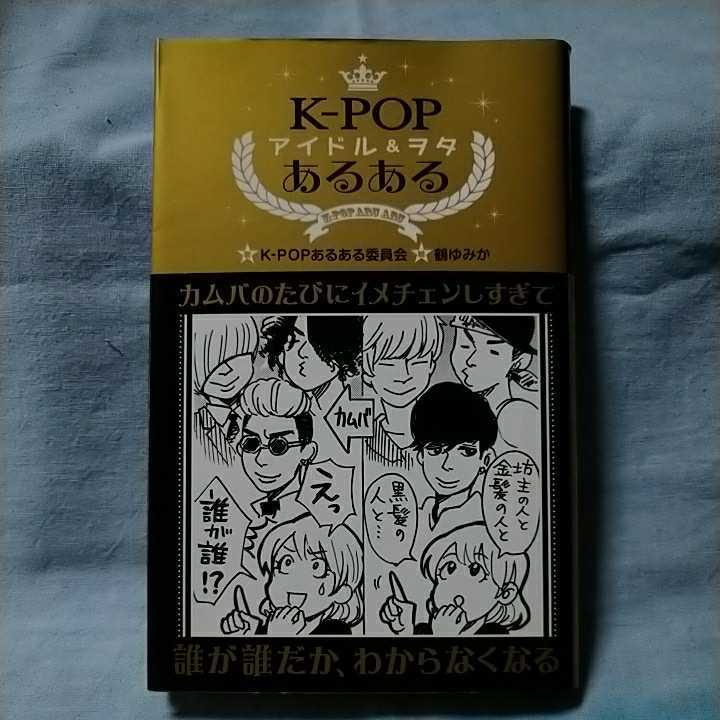 K-POP
アイドル&ヲタ
あるある
K-POP ARU ARU
K-POPあるある委員会
鶴ゆみか
カムバのたびにイメチェンしすぎて
坊主の人と
金髪の人と
黒髪の
人と…
カムバ
えっ
誰が誰!?
誰が誰だか、わからなくなる